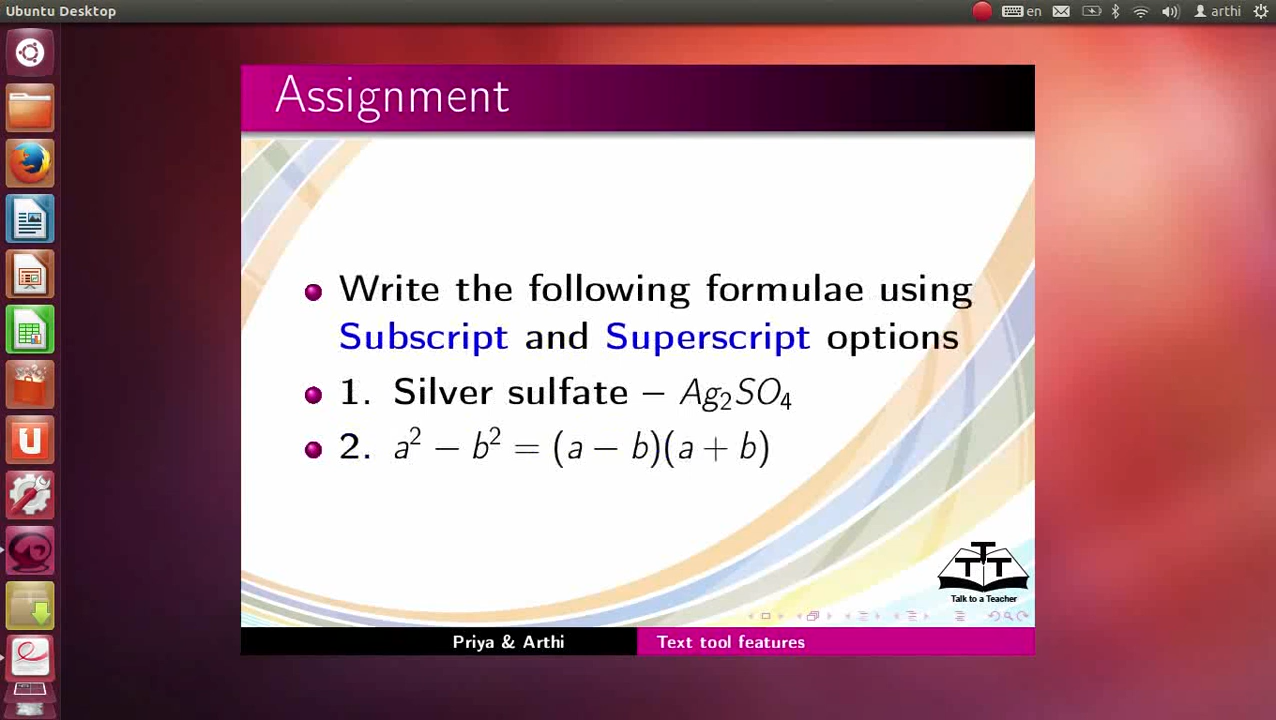 Ubuntu Desktop
en
arthi
Assignment
Write the following formulae using
Subscript and Superscript options
1. Silver sulfate – Ag₂SO₄
2. a² − b² = (a − b)(a + b)
TTT
Talk to a Teacher
Priya & Arthi
Text tool features